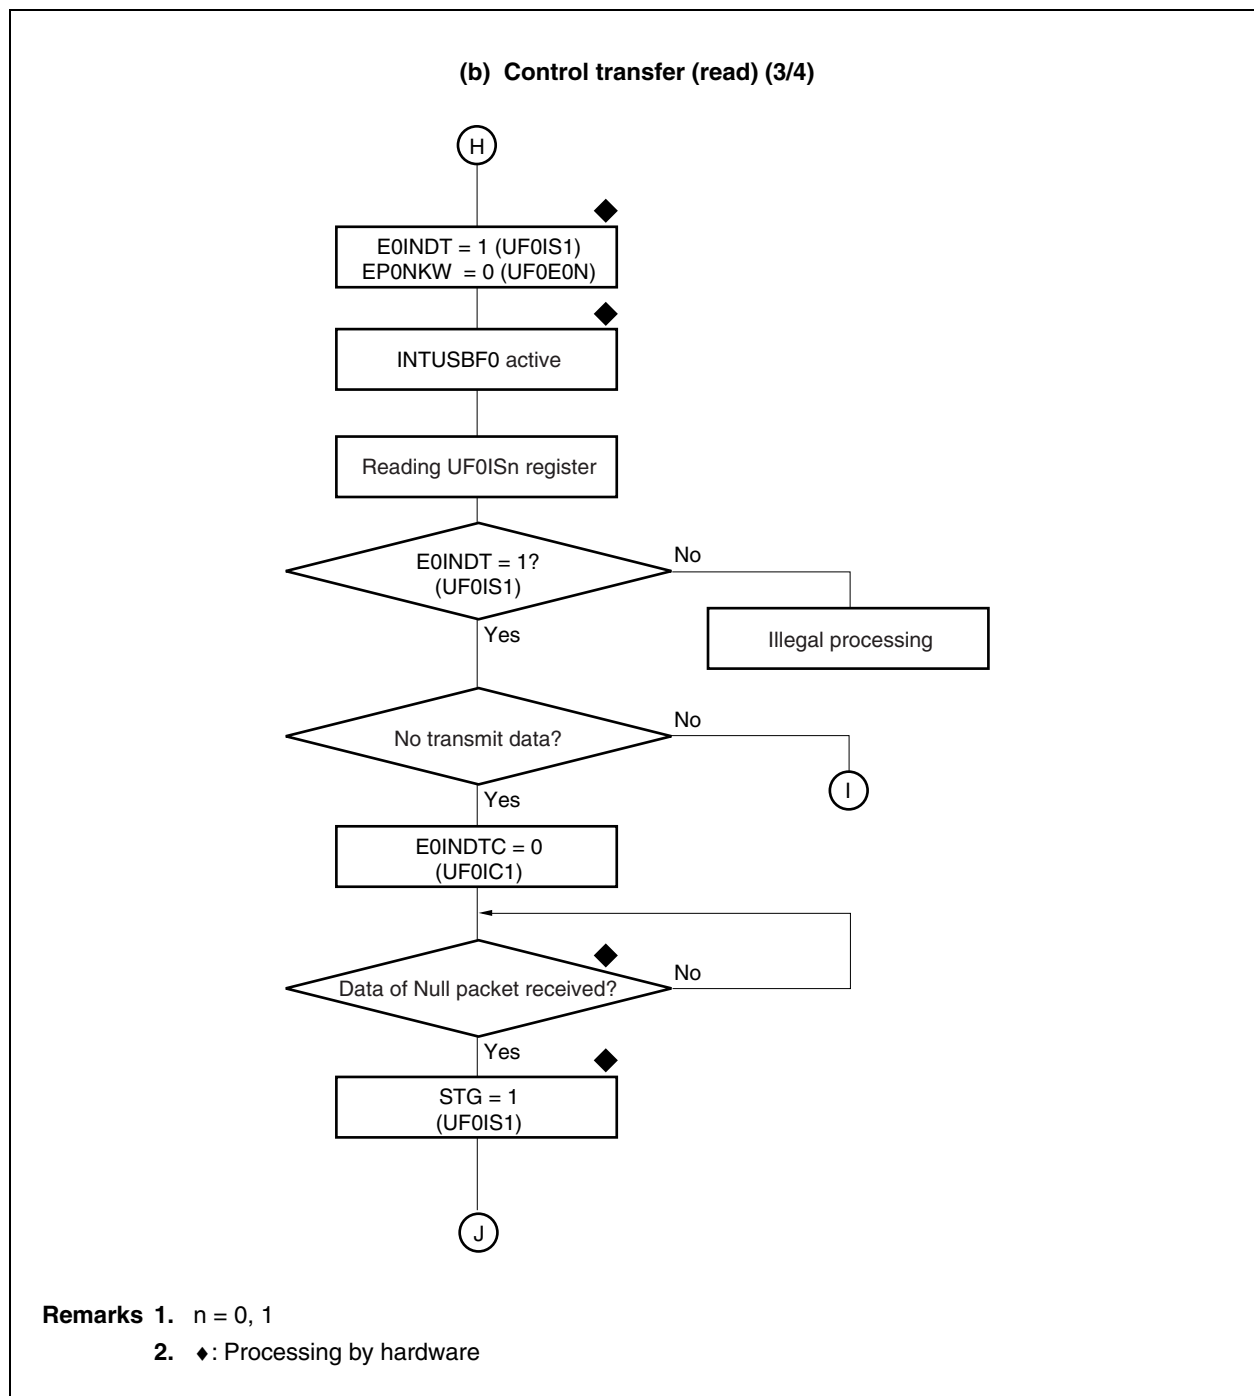 (b) Control transfer (read) (3/4)
H
E0INDT = 1 (UF0IS1)
EP0NKW = 0 (UF0E0N)
INTUSBF0 active
Reading UF0ISn register
E0INDT = 1?
(UF0IS1)
No
Illegal processing
Yes
No transmit data?
No
I
Yes
E0INDTC = 0
(UF0IC1)
Data of Null packet received?
No
Yes
STG = 1
(UF0IS1)
J
Remarks 1. n = 0, 1
2. ♦: Processing by hardware